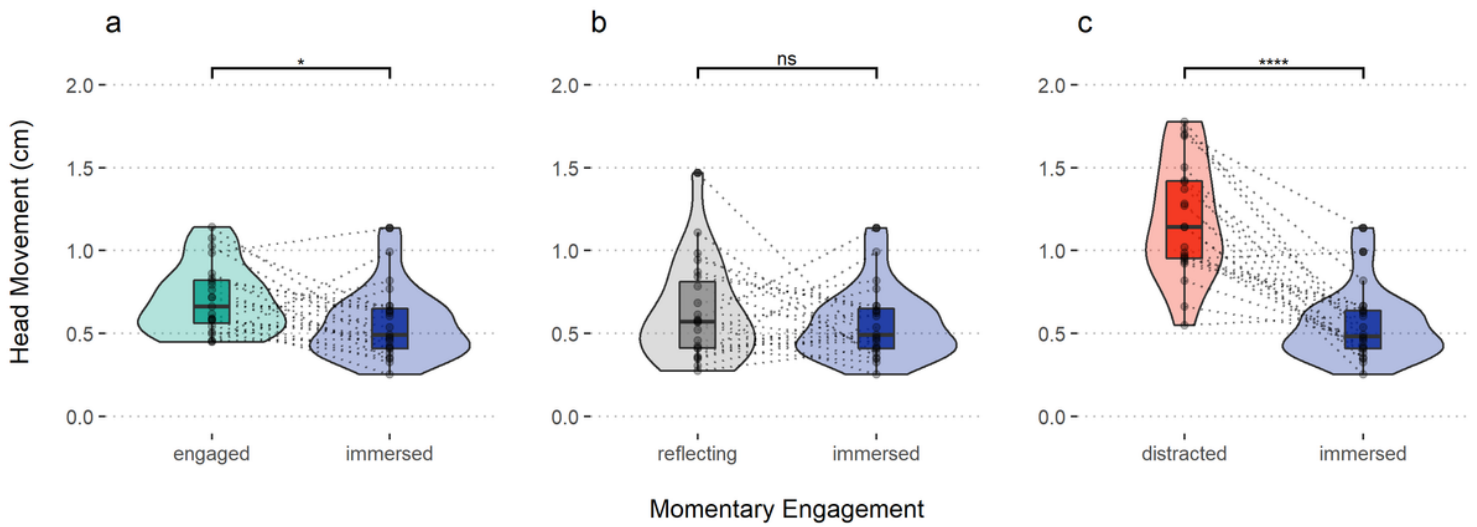 a
b
c
*
ns
****
2.0
1.5
1.0
0.5
0.0
2.0
1.5
1.0
0.5
0.0
2.0
1.5
1.0
0.5
0.0
Head Movement (cm)
engaged immersed
reflecting immersed
distracted immersed
Momentary Engagement